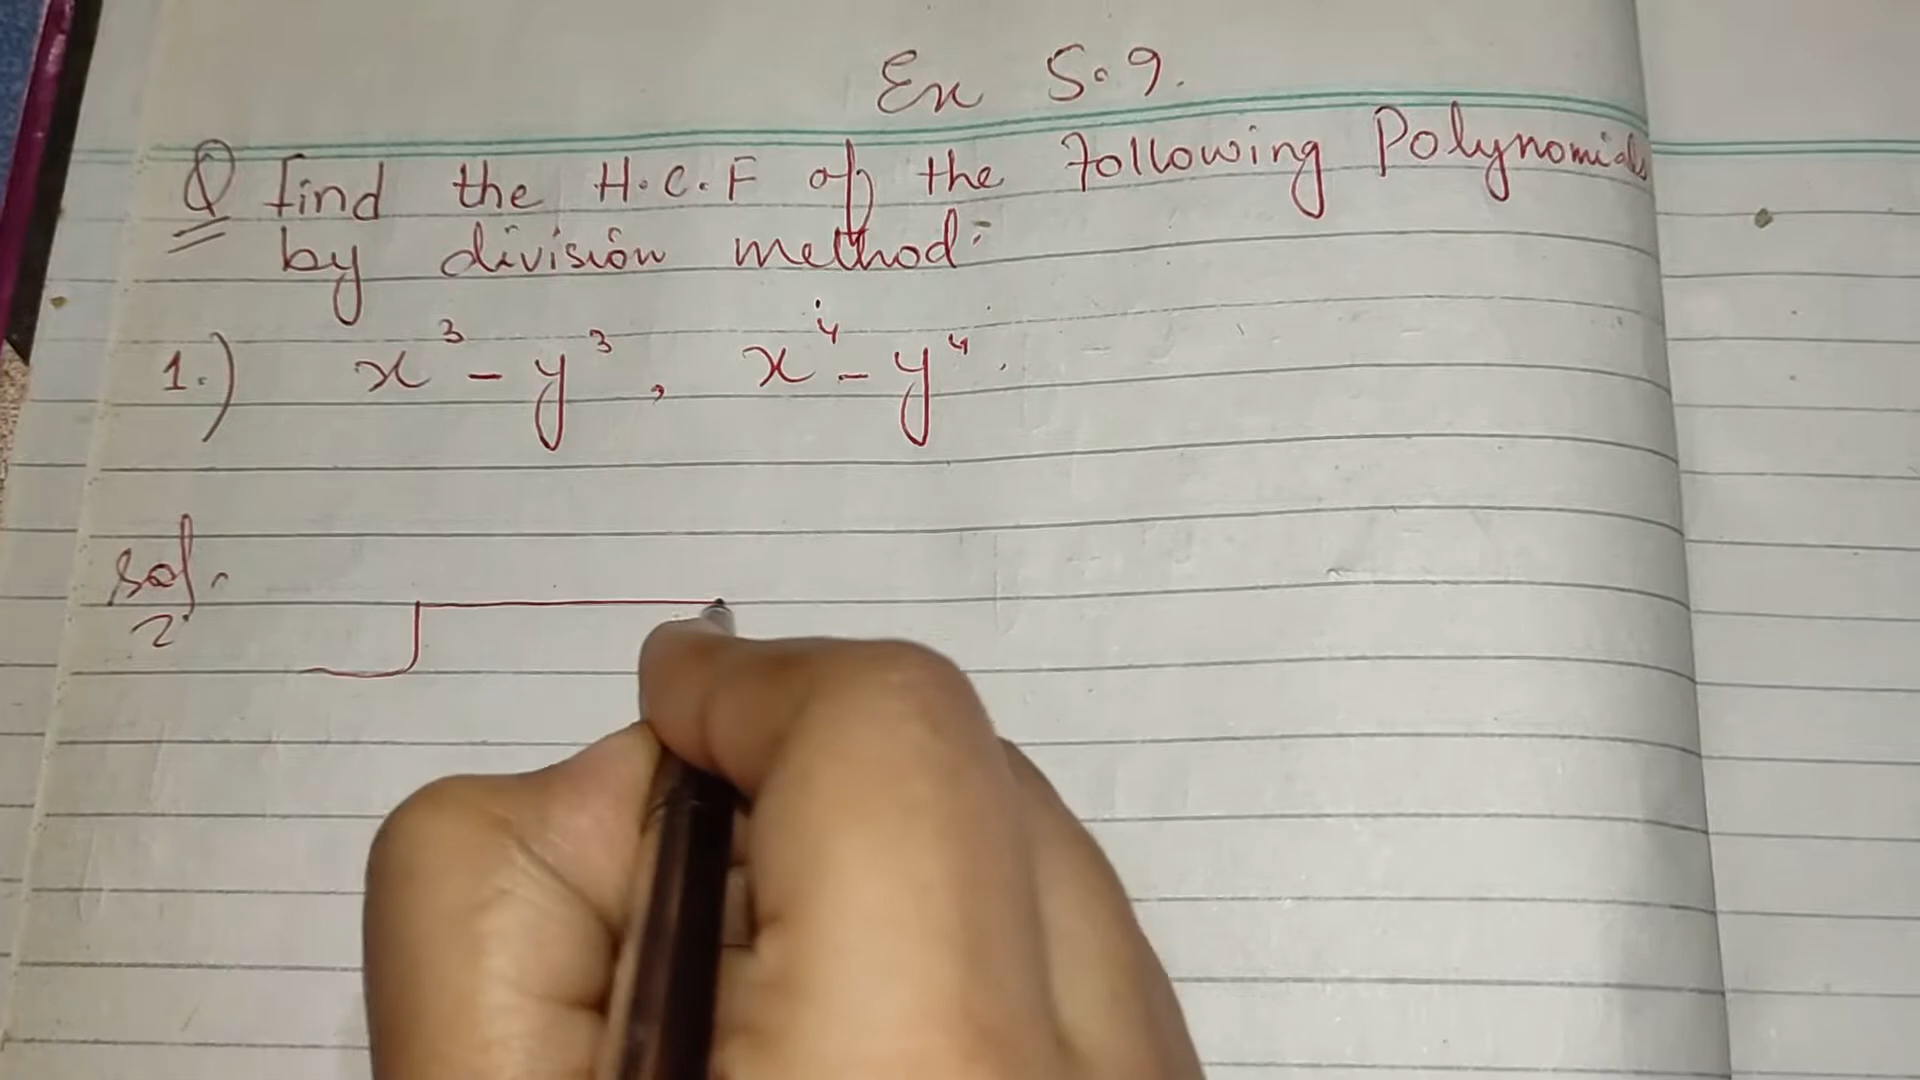 Ex 5.9.
Q find the H.C.F of the following Polynomials
by division method:
1.) x³ - y³, x⁴ - y⁴.
Sol.